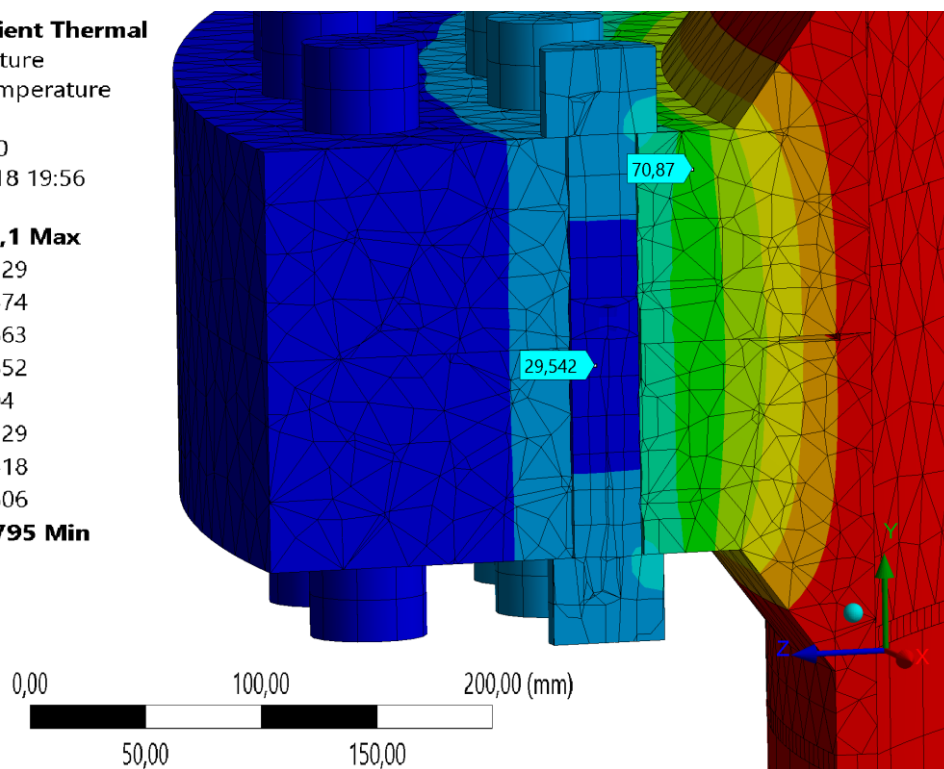 ient Thermal
ture
mperature
0
18 19:56
,1 Max
29
74
63
52
04
29
18
06
795 Min
70,87
29,542
Y
Z
X
0,00 100,00 200,00 (mm)
50,00 150,00